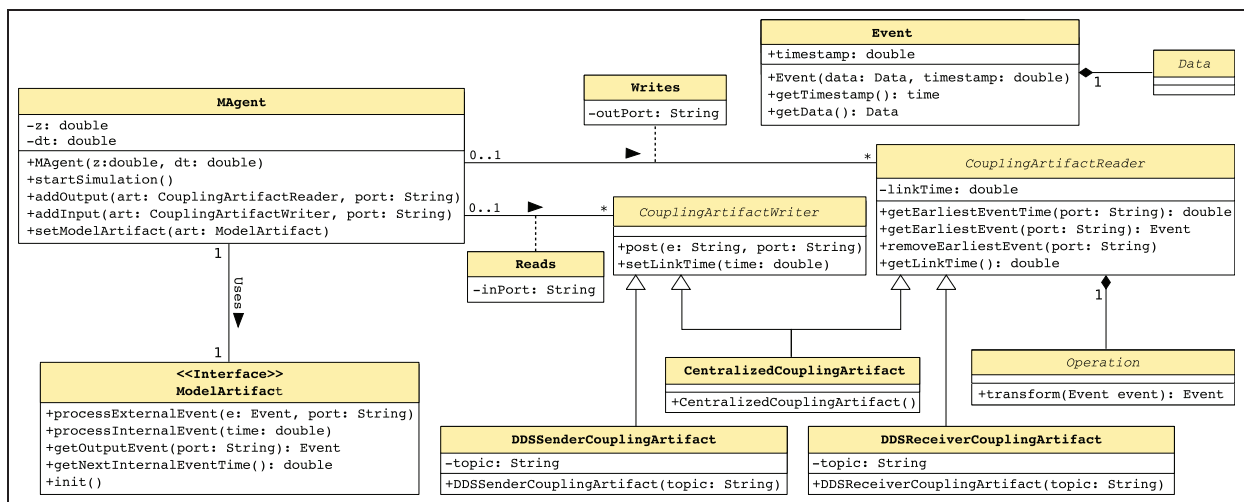 Event
+timestamp: double
+Event(data: Data, timestamp: double)
+getTimestamp(): time
+getData(): Data
1
Data
MAgent
-z: double
-dt: double
+MAgent(z:double, dt: double)
+startSimulation()
+addOutput(art: CouplingArtifactReader, port: String)
+addInput(art: CouplingArtifactWriter, port: String)
+setModelArtifact(art: ModelArtifact)
Writes
-outPort: String
0..1
*
0..1
*
Reads
-inPort: String
CouplingArtifactWriter
+post(e: String, port: String)
+setLinkTime(time: double)
CouplingArtifactReader
-linkTime: double
+getEarliestEventTime(port: String): double
+getEarliestEvent(port: String): Event
+removeEarliestEvent(port: String)
+getLinkTime(): double
1
Uses
1
1
Operation
+transform(Event event): Event
<<Interface>>
ModelArtifact
+processExternalEvent(e: Event, port: String)
+processInternalEvent(time: double)
+getOutputEvent(port: String): Event
+getNextInternalEventTime(): double
+init()
CentralizedCouplingArtifact
+CentralizedCouplingArtifact()
DDSSenderCouplingArtifact
-topic: String
+DDSSenderCouplingArtifact(topic: String)
DDSReceiverCouplingArtifact
-topic: String
+DDSReceiverCouplingArtifact(topic: String)